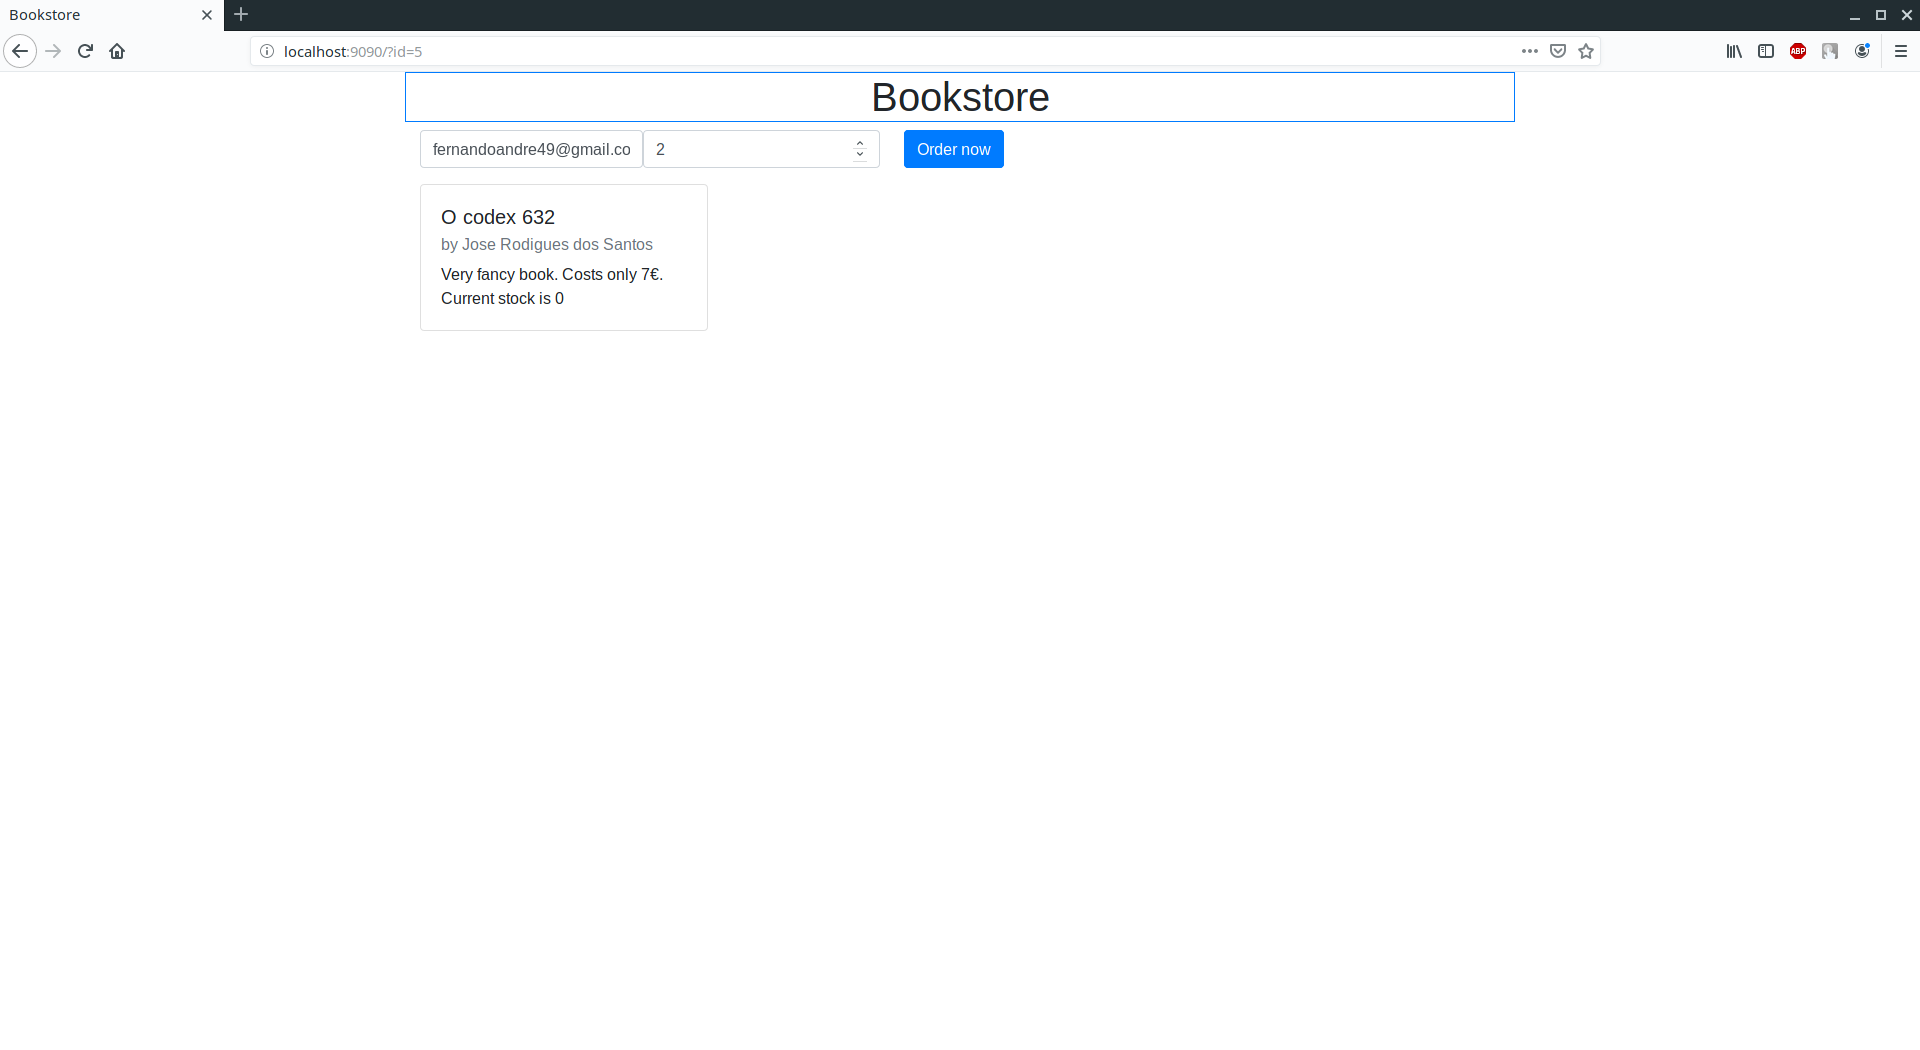 Bookstore
localhost:9090/?id=5
ABP
Bookstore
fernandoandre49@gmail.co
2
Order now
O codex 632
by Jose Rodigues dos Santos
Very fancy book. Costs only 7€.
Current stock is 0